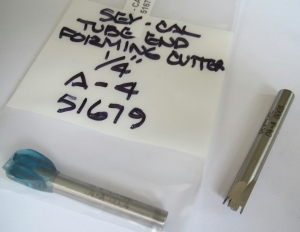 SEY-CAL
TUBE END
FORMING CUTTER
1/4"
A-4
51679